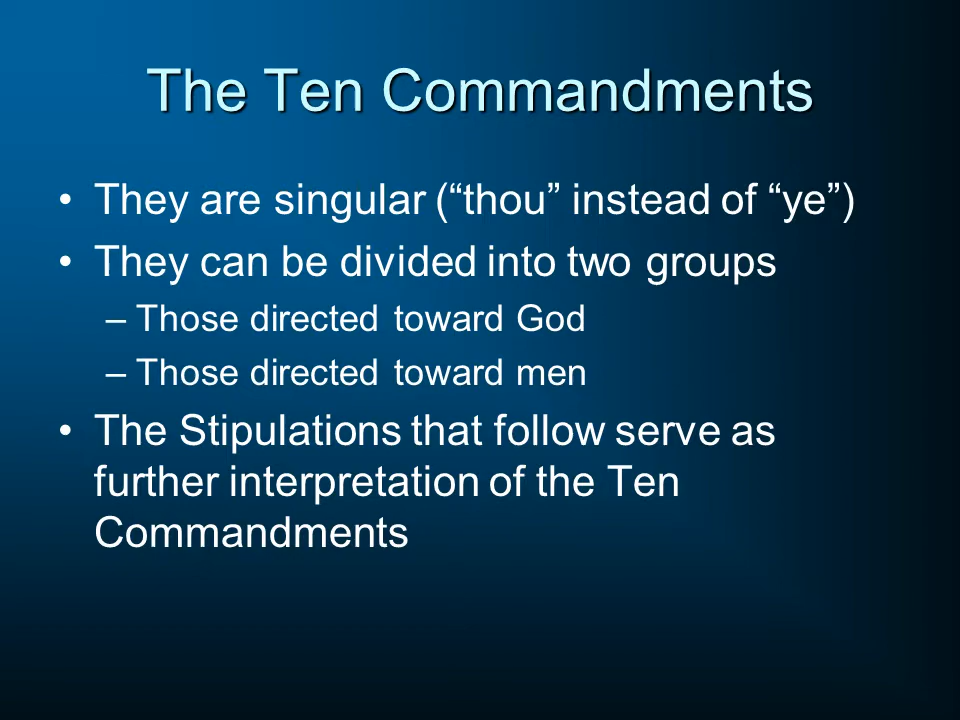 The Ten Commandments
• They are singular (“thou” instead of “ye”)
• They can be divided into two groups
– Those directed toward God
– Those directed toward men
• The Stipulations that follow serve as
further interpretation of the Ten
Commandments